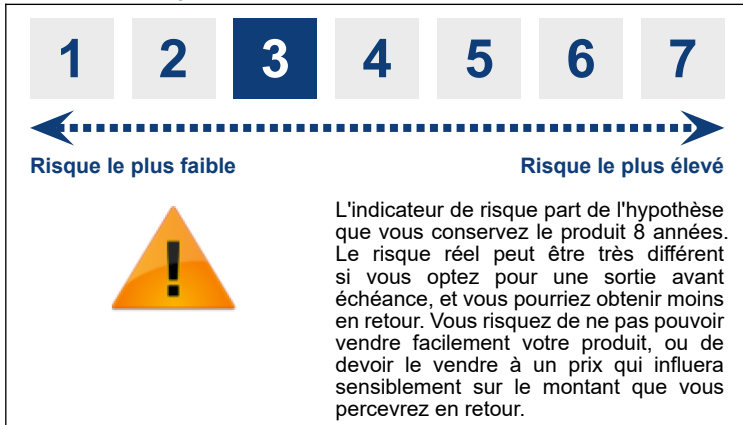 1 2 3 4 5 6 7
Risque le plus faible Risque le plus élevé
L'indicateur de risque part de l'hypothèse
que vous conservez le produit 8 années.
Le risque réel peut être très différent
si vous optez pour une sortie avant
échéance, et vous pourriez obtenir moins
en retour. Vous risquez de ne pas pouvoir
vendre facilement votre produit, ou de
devoir le vendre à un prix qui influera
sensiblement sur le montant que vous
percevrez en retour.